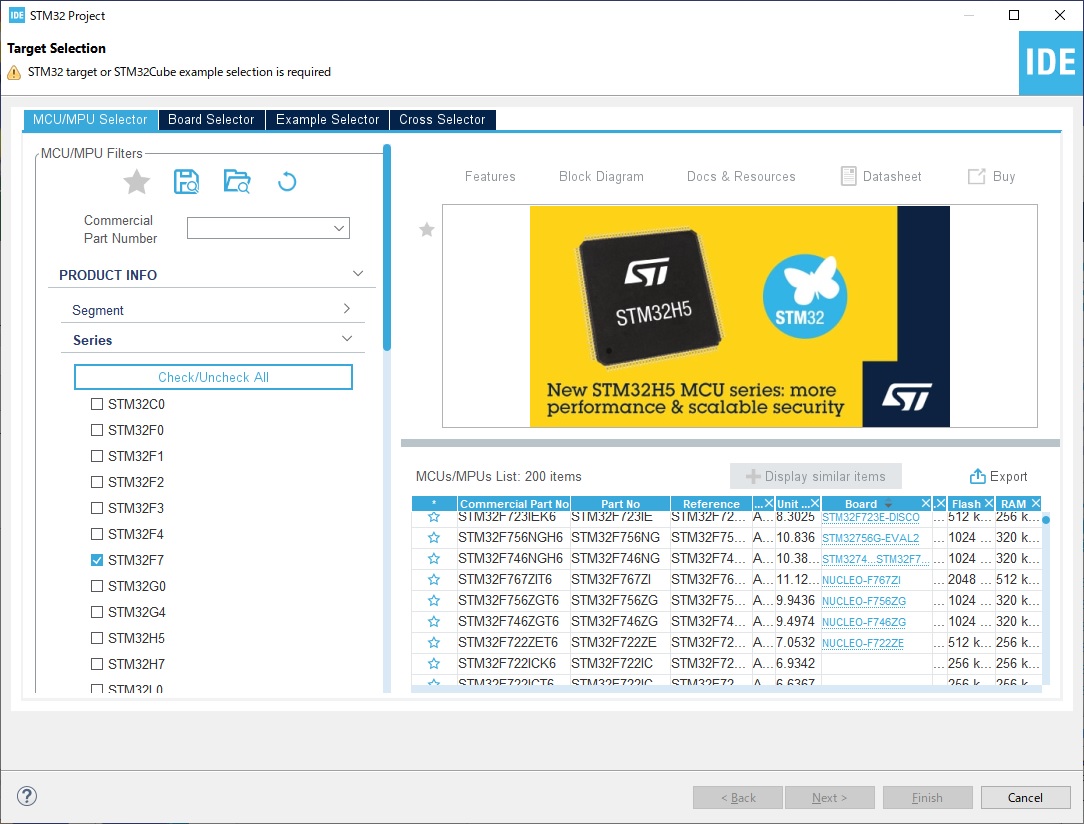 IDE STM32 Project
Target Selection
STM32 target or STM32Cube example selection is required
IDE
MCU/MPU Selector Board Selector Example Selector Cross Selector
MCU/MPU Filters
Commercial
Part Number
PRODUCT INFO
Segment
Series
Check/Uncheck All
STM32C0
STM32F0
STM32F1
STM32F2
STM32F3
STM32F4
STM32F7
STM32G0
STM32G4
STM32H5
STM32H7
STM32L0
Features Block Diagram Docs & Resources Datasheet Buy
ST
STM32H5
STM32
New STM32H5 MCU series: more
performance & scalable security
ST
MCUs/MPUs List: 200 items Display similar items Export
* Commercial Part No Part No Reference ... Unit ... Board . Flash RAM
STM32F723IEK6 STM32F723IE STM32F72... A... 8.3025 STM32F723E-DISCO ... 512 k... 256 k...
STM32F756NGH6 STM32F756NG STM32F75... A... 10.836 STM32756G-EVAL2 ... 1024 ... 320 k...
STM32F746NGH6 STM32F746NG STM32F74... A... 10.38... STM3274...STM32F7... ... 1024 ... 320 k...
STM32F767ZIT6 STM32F767ZI STM32F76... A... 11.12... NUCLEO-F767ZI ... 2048 ... 512 k...
STM32F756ZGT6 STM32F756ZG STM32F75... A... 9.9436 NUCLEO-F756ZG ... 1024 ... 320 k...
STM32F746ZGT6 STM32F746ZG STM32F74... A... 9.4974 NUCLEO-F746ZG ... 1024 ... 320 k...
STM32F722ZET6 STM32F722ZE STM32F72... A... 7.0532 NUCLEO-F722ZE ... 512 k... 256 k...
STM32F722ICK6 STM32F722IC STM32F72... A... 6.9342 ... 256 k... 256 k...
STM32F722ICT6 STM32F722IC STM32F72... A... 6.6367 ... 256 k... 256 k...
? < Back Next > Finish Cancel